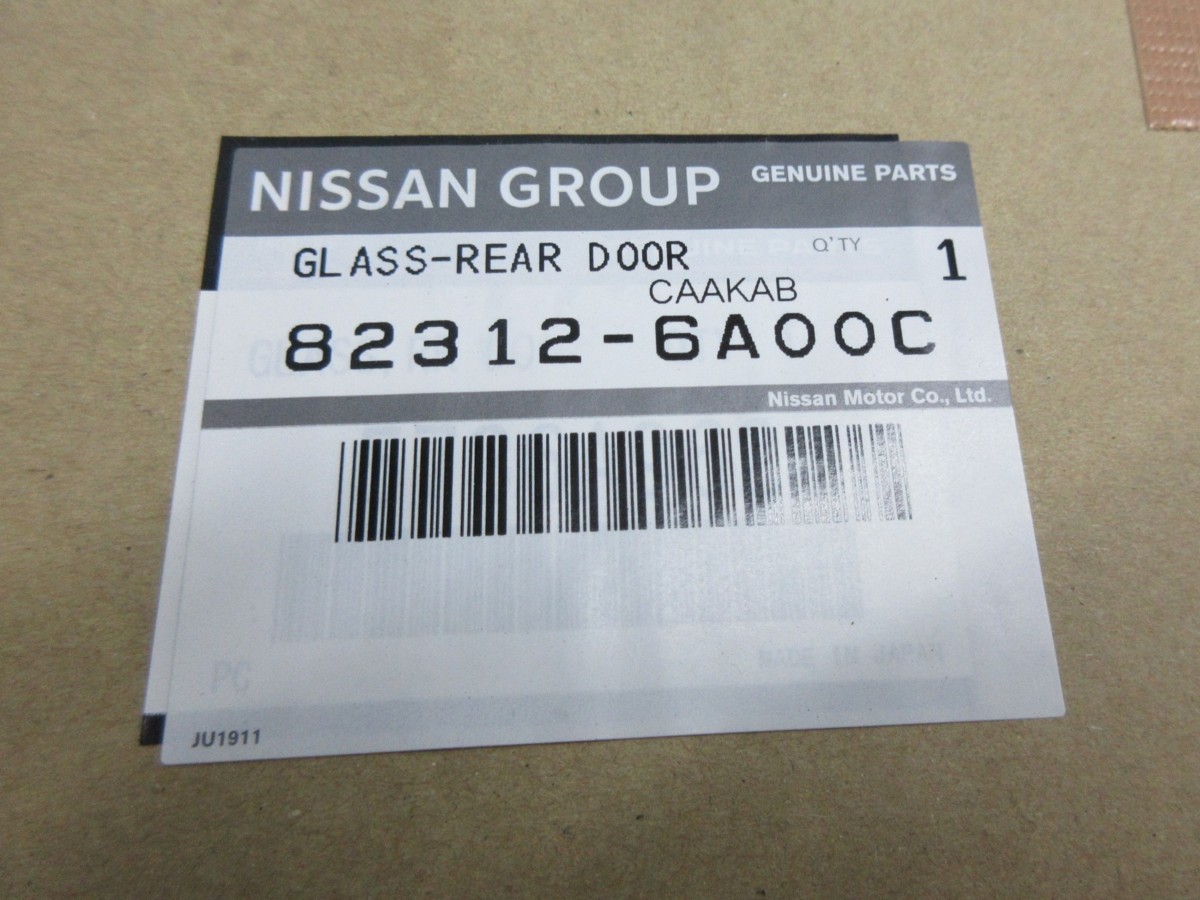 NISSAN GROUP GENUINE PARTS
GLASS-REAR DOOR Q'TY 1
CAAKAB
82312-6A00C
Nissan Motor Co., Ltd.
PC MADE IN JAPAN
JU1911